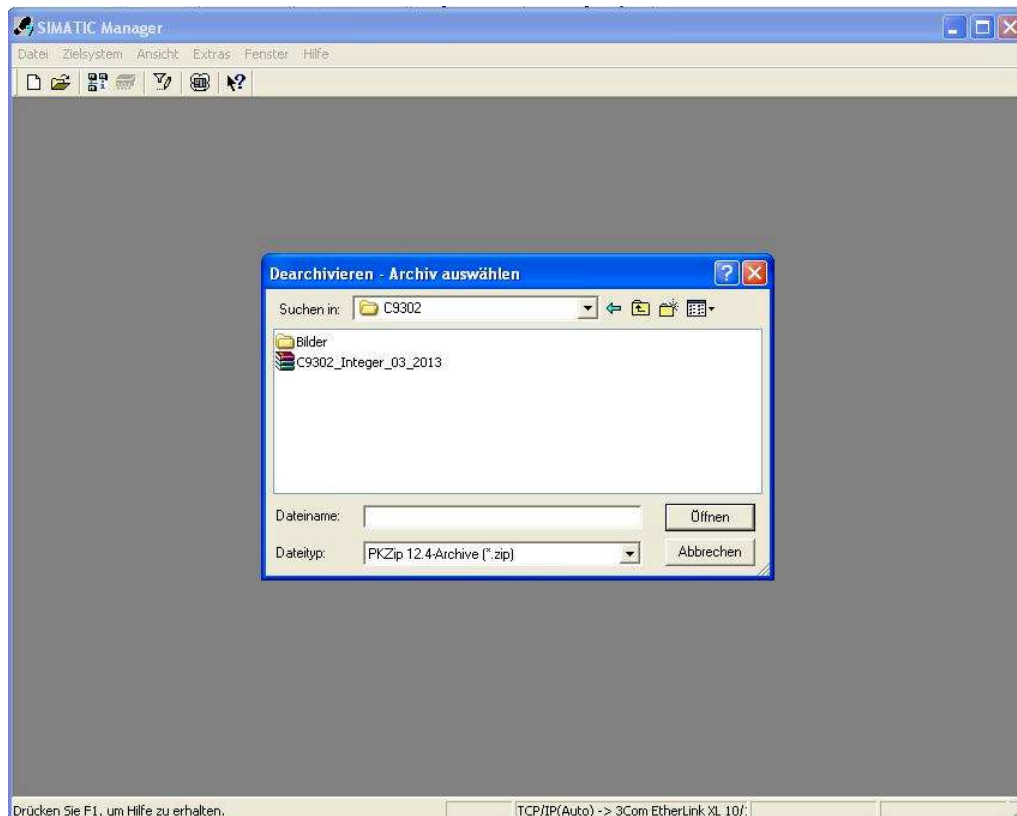 SIMATIC Manager
Datei Zielsystem Ansicht Extras Fenster Hilfe
Dearchivieren - Archiv auswählen
Suchen in: C9302
Bilder
C9302_Integer_03_2013
Dateiname:
Öffnen
Dateityp: PKZip 12.4-Archive (*.zip)
Abbrechen
Drücken Sie F1, um Hilfe zu erhalten.
TCP/IP(Auto) -> 3Com EtherLink XL 10/